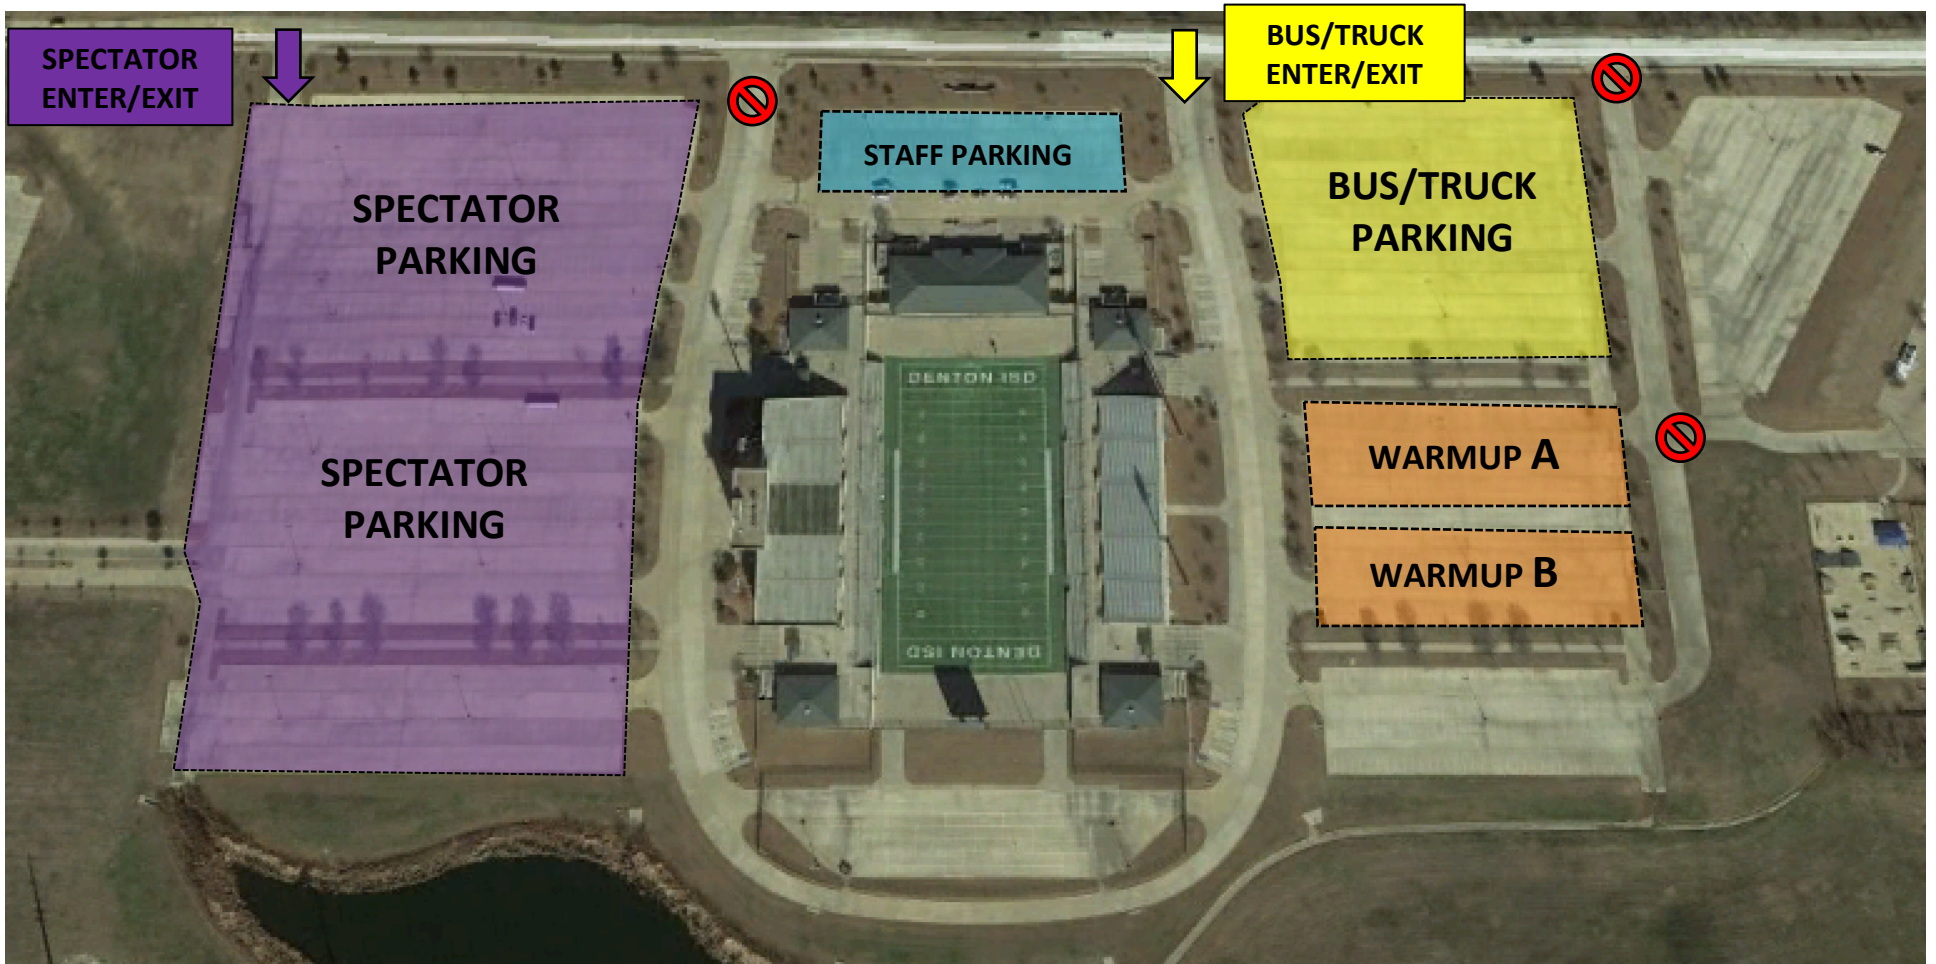 SPECTATOR
ENTER/EXIT
BUS/TRUCK
ENTER/EXIT
STAFF PARKING
SPECTATOR
PARKING
BUS/TRUCK
PARKING
DENTON ISD
WARMUP A
SPECTATOR
PARKING
WARMUP B
DENTON ISD